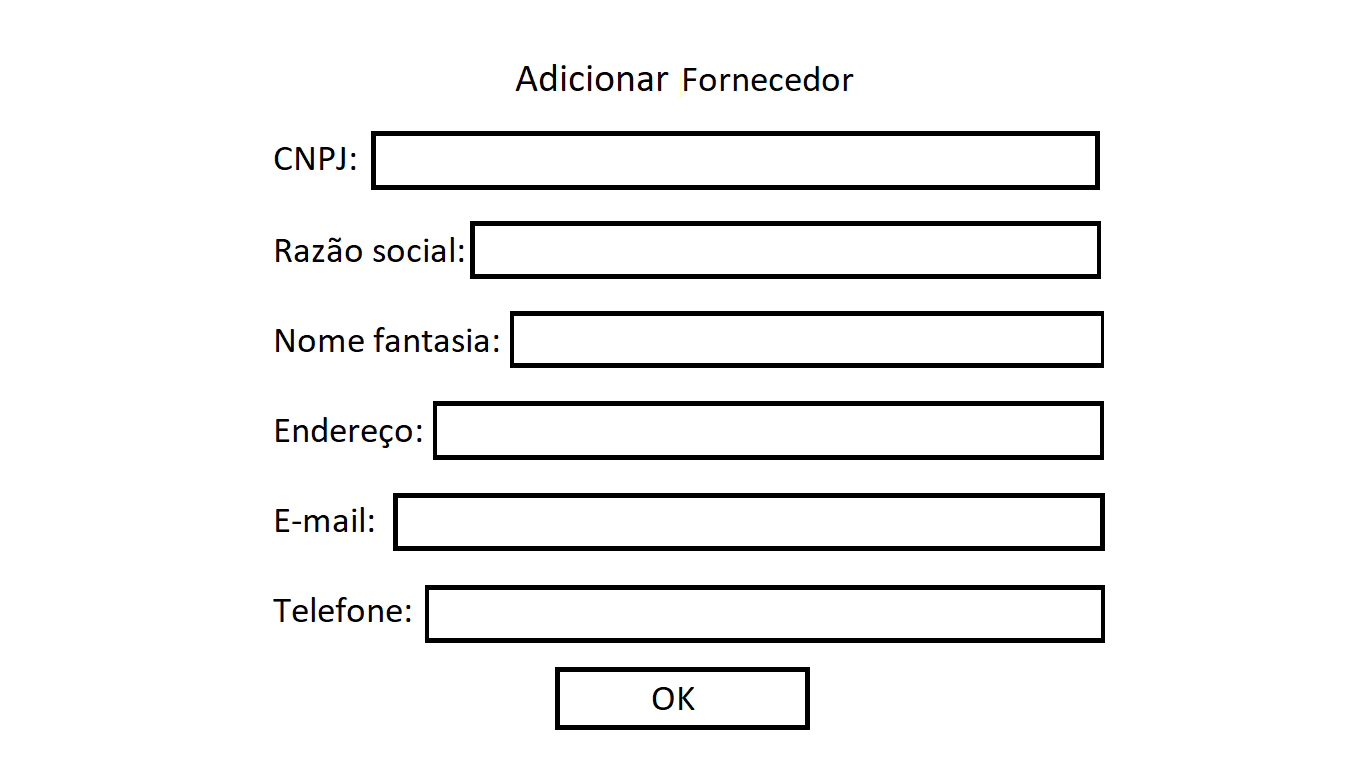 Adicionar Fornecedor
CNPJ:
Razão social:
Nome fantasia:
Endereço:
E-mail:
Telefone:
OK